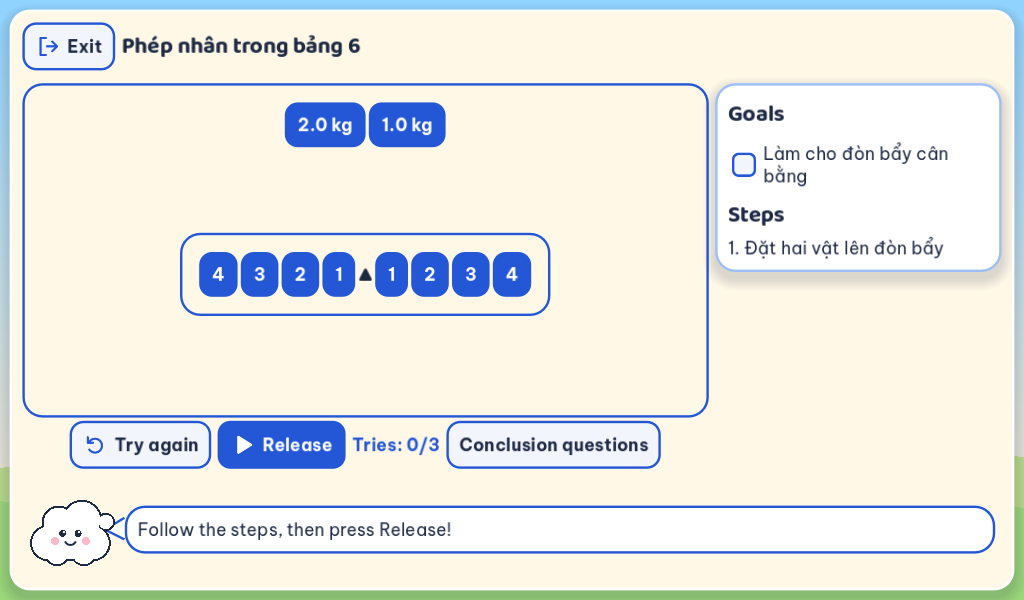 Exit
Phép nhân trong bảng 6
2.0 kg 1.0 kg
4 3 2 1 ▲ 1 2 3 4
Try again
Release
Tries: 0/3
Conclusion questions
Goals
Làm cho đòn bẩy cân
bằng
Steps
1. Đặt hai vật lên đòn bẩy
Follow the steps, then press Release!